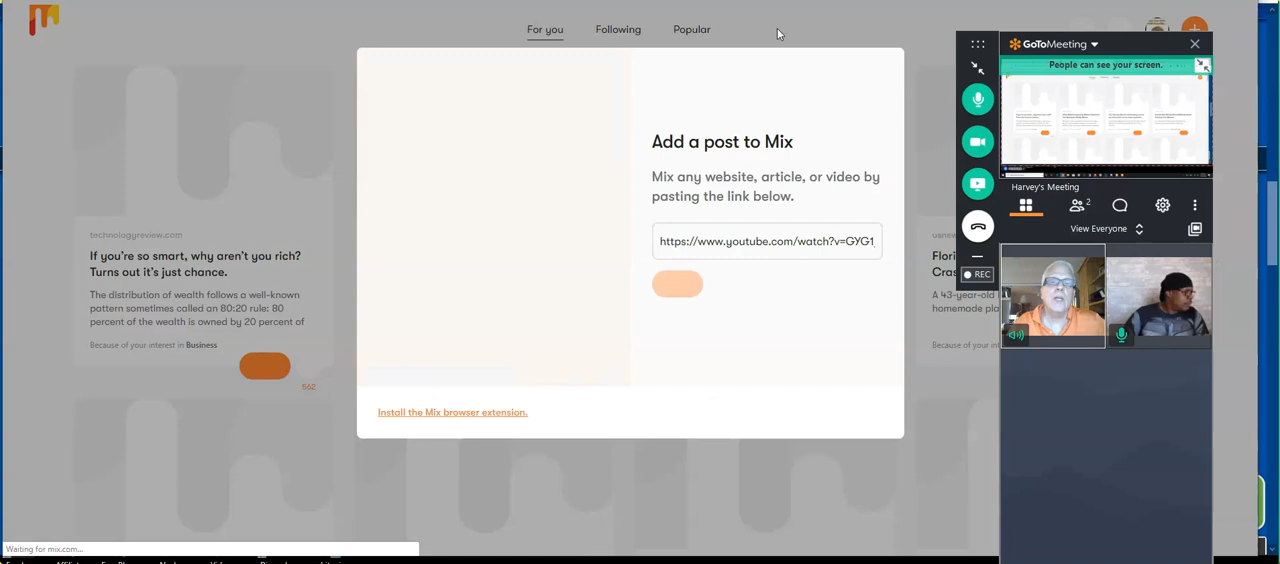 For you Following Popular
GoToMeeting
People can see your screen.
Add a post to Mix
Mix any website, article, or video by
pasting the link below.
https://www.youtube.com/watch?v=GYG1
Install the Mix browser extension.
technologyreview.com
If you're so smart, why aren't you rich?
Turns out it's just chance.
The distribution of wealth follows a well-known
pattern sometimes called an 80:20 rule: 80
percent of the wealth is owned by 20 percent of
Because of your interest in Business
562
Flori
Cras
A 43-year-old
homemade pla
Because of your
Harvey's Meeting
2
View Everyone
REC
Waiting for mix.com...